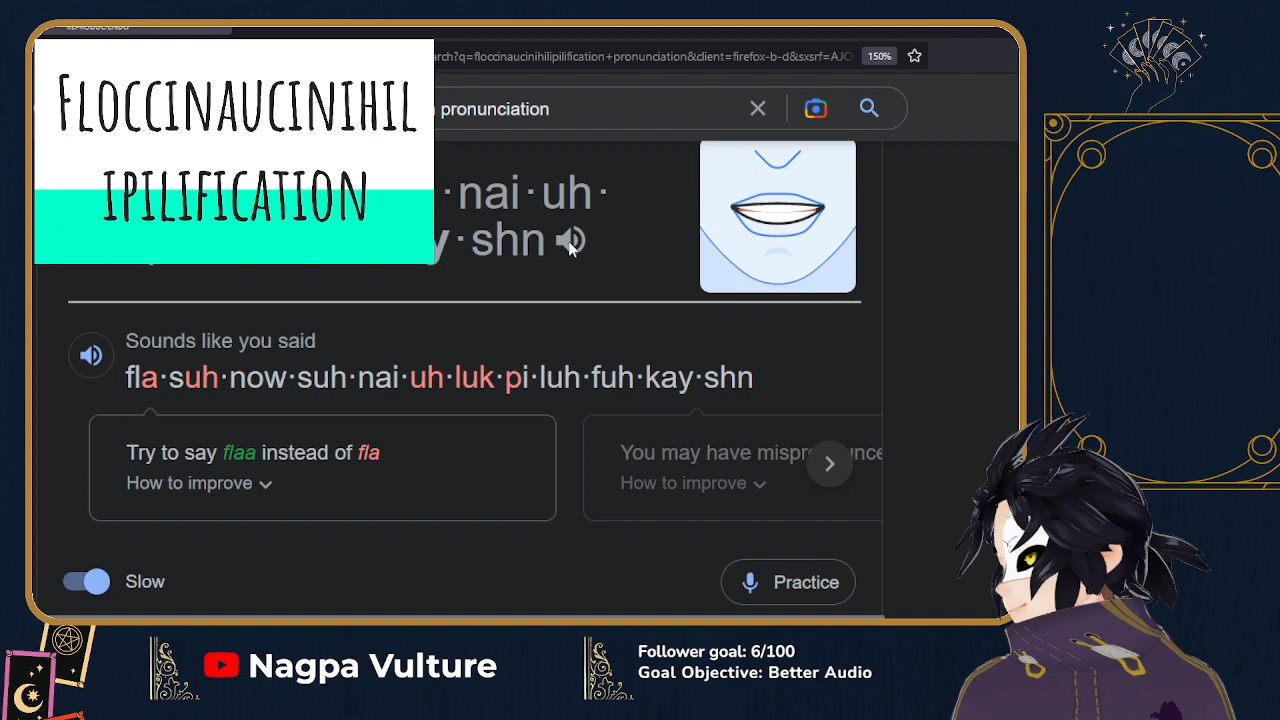 REPRODUCIENDO
arch?q=floccinaucinihilipilification+pronunciation&client=firefox-b-d&sxsrf=AJO
150%
Floccinaucinihil
ipilification
pronunciation
· nai · uh ·
y · shn
Sounds like you said
fla·suh·now·suh·nai·uh·luk·pi·luh·fuh·kay·shn
Try to say flaa instead of fla
How to improve
You may have mispr unce
How to improve
Slow
Practice
Nagpa Vulture
Follower goal: 6/100
Goal Objective: Better Audio